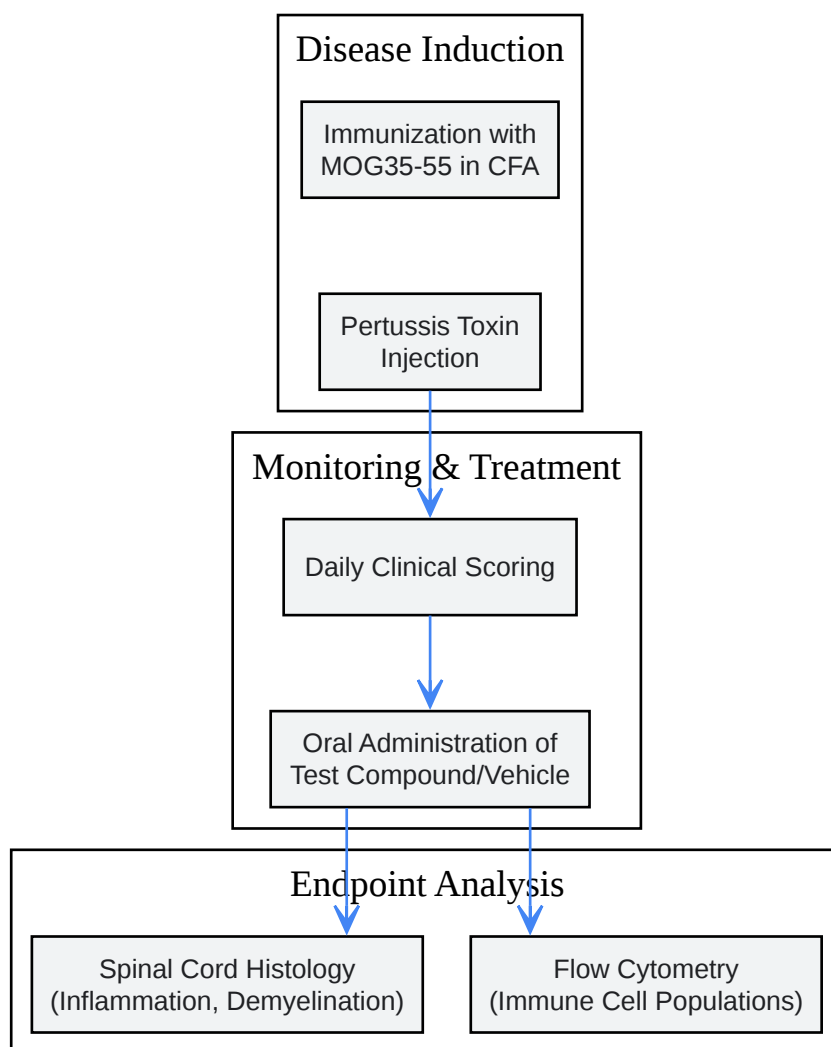 Disease Induction
Immunization with
MOG35-55 in CFA
Pertussis Toxin
Injection
Monitoring & Treatment
Daily Clinical Scoring
Oral Administration of
Test Compound/Vehicle
Endpoint Analysis
Spinal Cord Histology
(Inflammation, Demyelination)
Flow Cytometry
(Immune Cell Populations)